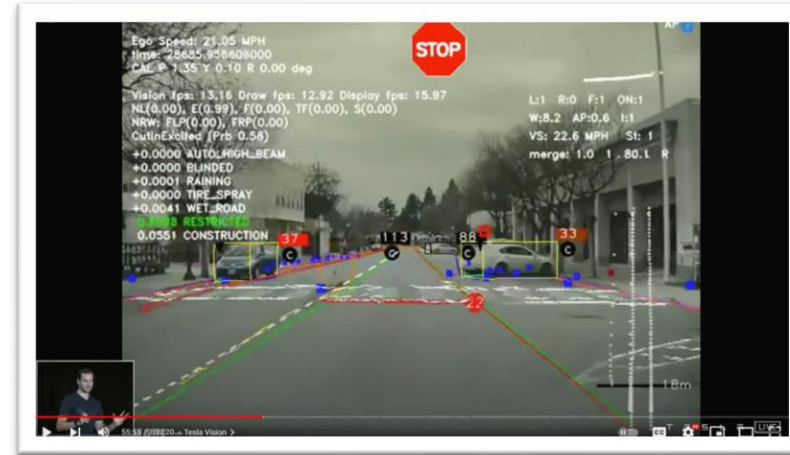 STOP
Ego Speed: 21.05 MPH
time: 28685.958609000
CAL P 1.35 Y 0.10 R 0.00 deg
Vision fps: 13.16 Draw fps: 12.92 Display fps: 15.97
NL(0.00), E(0.99), F(0.00), TF(0.00), S(0.00)
NRW: FLP(0.00), FRP(0.00)
CutinExcited (Prb 0.58)
+0.0000 AUTO_HIGH_BEAM
+0.0000 BLINDED
+0.0001 RAINING
+0.0000 TIRE_SPRAY
+0.0041 WET_ROAD
RESTRICTED
0.0551 CONSTRUCTION
L:1 R:0 F:1 ON:1
W:8.2 AP:0.6 I:1
VS: 22.6 MPH St: 1
merge: 1.0 1 80.1 R
37
113
88
33
C
C
C
22
18m
Tesla Vision >
CC
LIVE